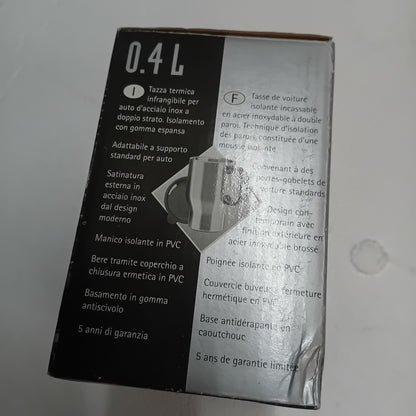 0.4 L
I
Tazza termica
infrangibile per
auto d'acciaio inox a
doppio strato. Isolamento
con gomma espansa
Adattabile a supporto
standard per auto
Satinatura
esterna in
acciaio inox
dal design
moderno
Manico isolante in PVC
Bere tramite coperchio a
chiusura ermetica in PVC
Basamento in gomma
antiscivolo
5 anni di garanzia
F
Tasse de voiture
isolante incassable
en acier inoxydable à double
paroi. Technique d'isolation
des parois constituée d'une
mousse isolante
Convenant à des
portes-gobelets de
voiture standards
Design con-
temporain avec
finition extérieure en
acier inoxydable brossé
Poignée isolante en PVC
Couvercle buveur à fermeture
hermétique en PVC
Base antidérapante en
caoutchouc
5 ans de garantie limitée